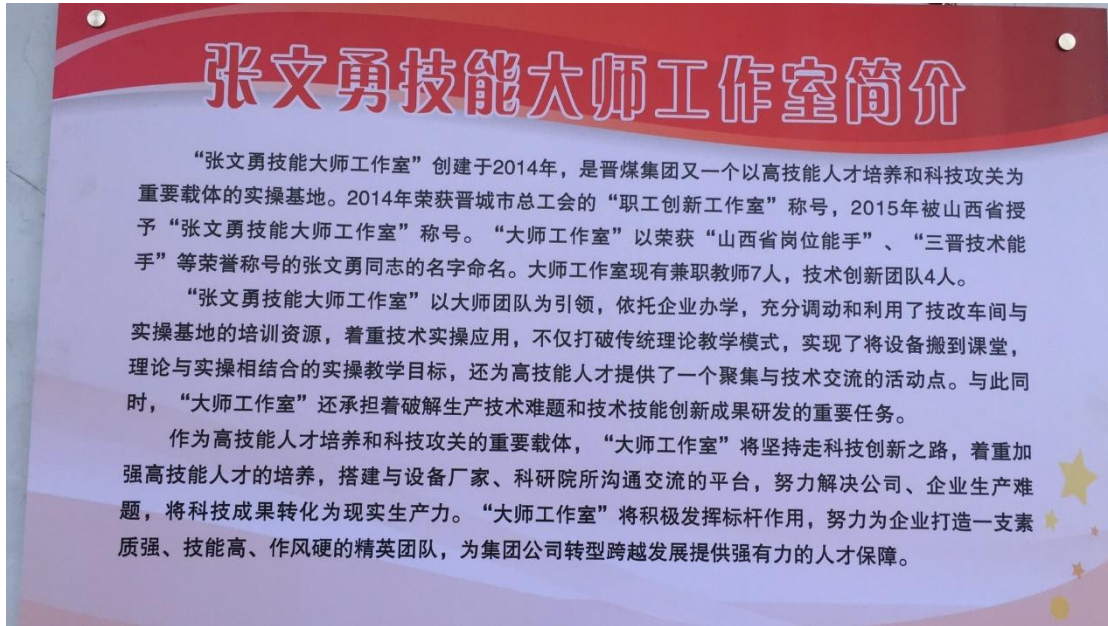 张文勇技能大师工作室简介
“张文勇技能大师工作室”创建于2014年，是晋煤集团又一个以高技能人才培养和科技攻关为
重要载体的实操基地。2014年荣获晋城市总工会的“职工创新工作室”称号，2015年被山西省授
予“张文勇技能大师工作室”称号。“大师工作室”以荣获“山西省岗位能手”、“三晋技术能
手”等荣誉称号的张文勇同志的名字命名。大师工作室现有兼职教师7人，技术创新团队4人。
“张文勇技能大师工作室”以大师团队为引领，依托企业办学，充分调动和利用了技改车间与
实操基地的培训资源，着重技术实操应用，不仅打破传统理论教学模式，实现了将设备搬到课堂，
理论与实操相结合的实操教学目标，还为高技能人才提供了一个聚集与技术交流的活动点。与此同
时，“大师工作室”还承担着破解生产技术难题和技术技能创新成果研发的重要任务。
作为高技能人才培养和科技攻关的重要载体，“大师工作室”将坚持走科技创新之路，着重加
强高技能人才的培养，搭建与设备厂家、科研院所沟通交流的平台，努力解决公司、企业生产难
题，将科技成果转化为现实生产力。“大师工作室”将积极发挥标杆作用，努力为企业打造一支素
质强、技能高、作风硬的精英团队，为集团公司转型跨越发展提供强有力的人才保障。